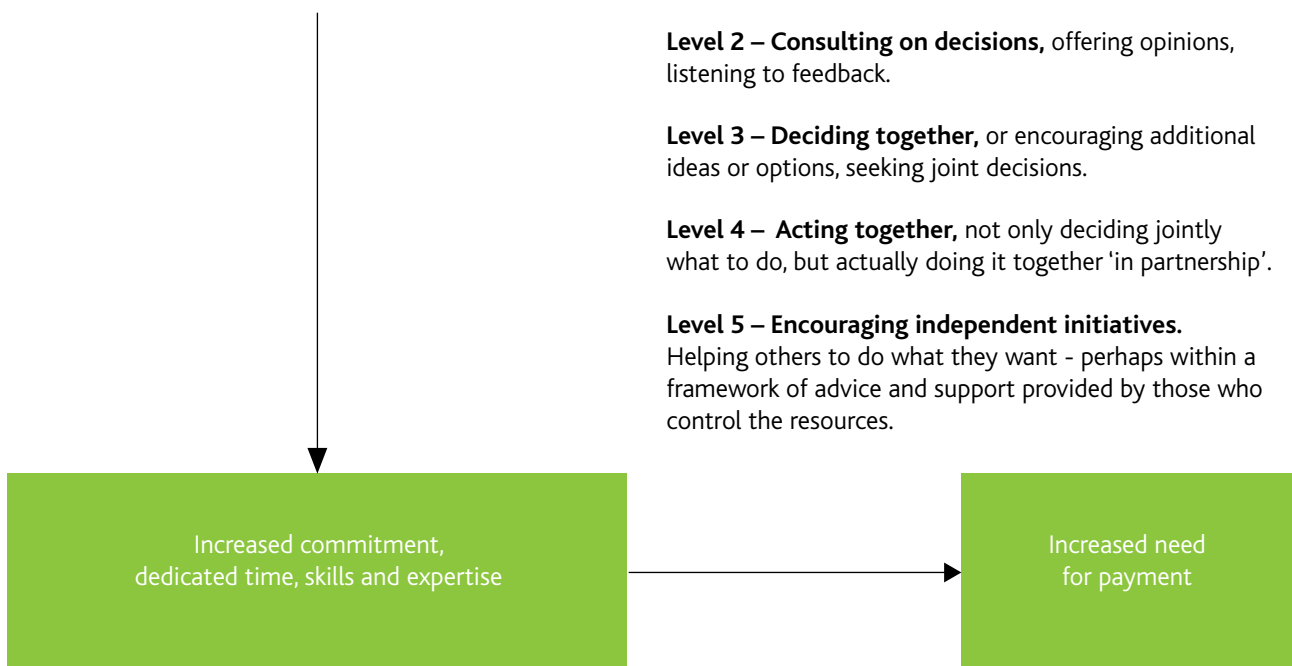 Level 2 – Consulting on decisions, offering opinions,
listening to feedback.
Level 3 – Deciding together, or encouraging additional
ideas or options, seeking joint decisions.
Level 4 –  Acting together, not only deciding jointly
what to do, but actually doing it together ‘in partnership’.
Level 5 – Encouraging independent initiatives.
Helping others to do what they want - perhaps within a
framework of advice and support provided by those who
control the resources.
Increased commitment,
dedicated time, skills and expertise
Increased need
for payment